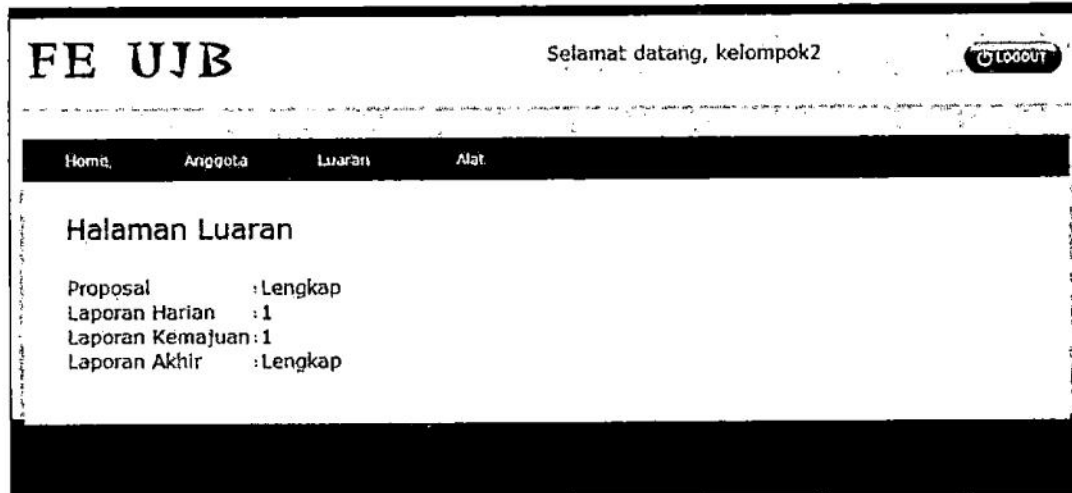 FE UJB
Selamat datang, kelompok2
LOGOUT
Home Anggota Luaran Alat
Halaman Luaran
Proposal : Lengkap
Laporan Harian : 1
Laporan Kemajuan : 1
Laporan Akhir : Lengkap